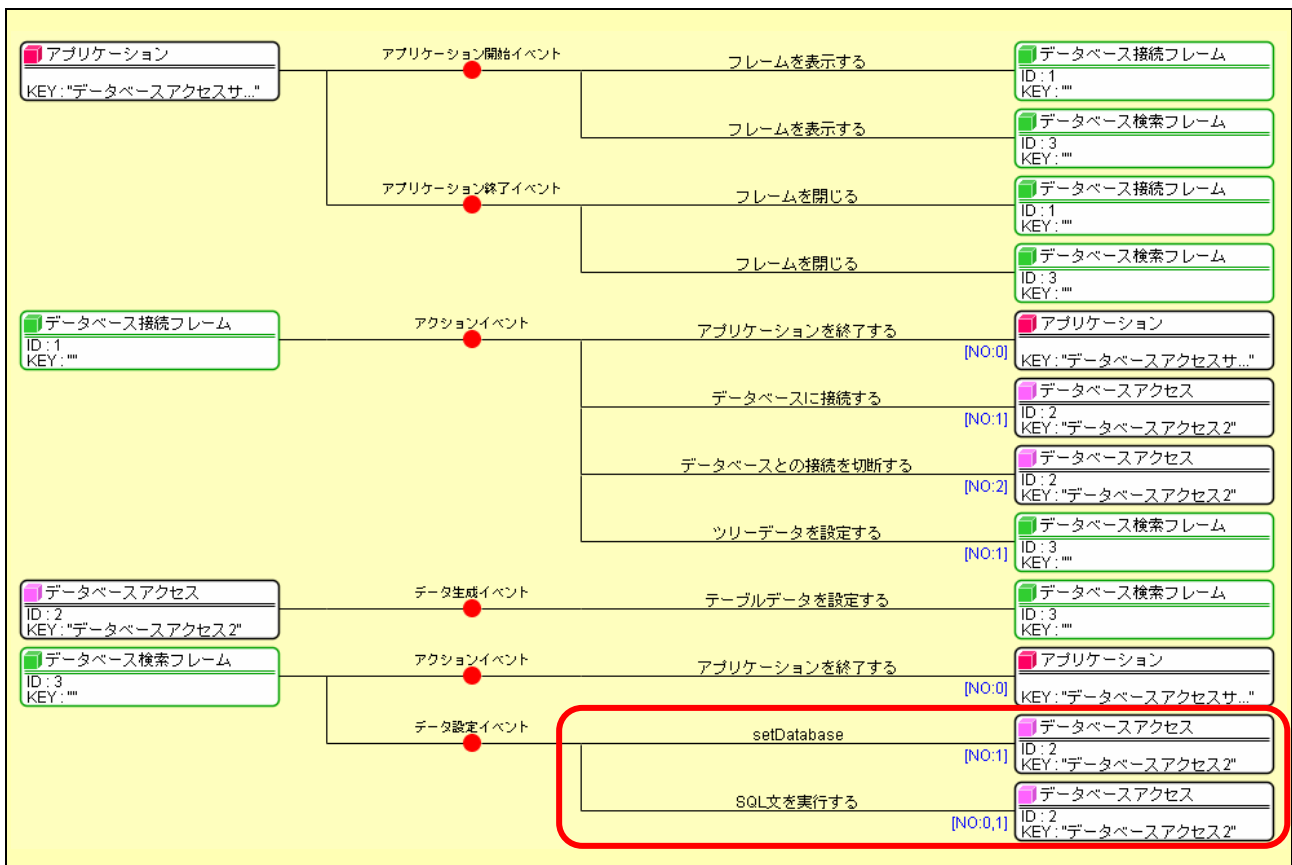 アプリケーション
KEY:"データベースアクセスサ..."
アプリケーション開始イベント
フレームを表示する
データベース接続フレーム
ID : 1
KEY : ""
フレームを表示する
データベース検索フレーム
ID : 3
KEY : ""
アプリケーション終了イベント
フレームを閉じる
データベース接続フレーム
ID : 1
KEY : ""
フレームを閉じる
データベース検索フレーム
ID : 3
KEY : ""
データベース接続フレーム
ID : 1
KEY : ""
アクションイベント
アプリケーションを終了する
[NO:0]
アプリケーション
KEY:"データベースアクセスサ..."
データベースに接続する
[NO:1]
データベースアクセス
ID : 2
KEY:"データベースアクセス2"
データベースとの接続を切断する
[NO:2]
データベースアクセス
ID : 2
KEY:"データベースアクセス2"
ツリーデータを設定する
[NO:1]
データベース検索フレーム
ID : 3
KEY : ""
データベースアクセス
ID : 2
KEY:"データベースアクセス2"
データ生成イベント
テーブルデータを設定する
データベース検索フレーム
ID : 3
KEY : ""
データベース検索フレーム
ID : 3
KEY : ""
アクションイベント
アプリケーションを終了する
[NO:0]
アプリケーション
KEY:"データベースアクセスサ..."
データ設定イベント
setDatabase
[NO:1]
データベースアクセス
ID : 2
KEY:"データベースアクセス2"
SQL文を実行する
[NO:0,1]
データベースアクセス
ID : 2
KEY:"データベースアクセス2"